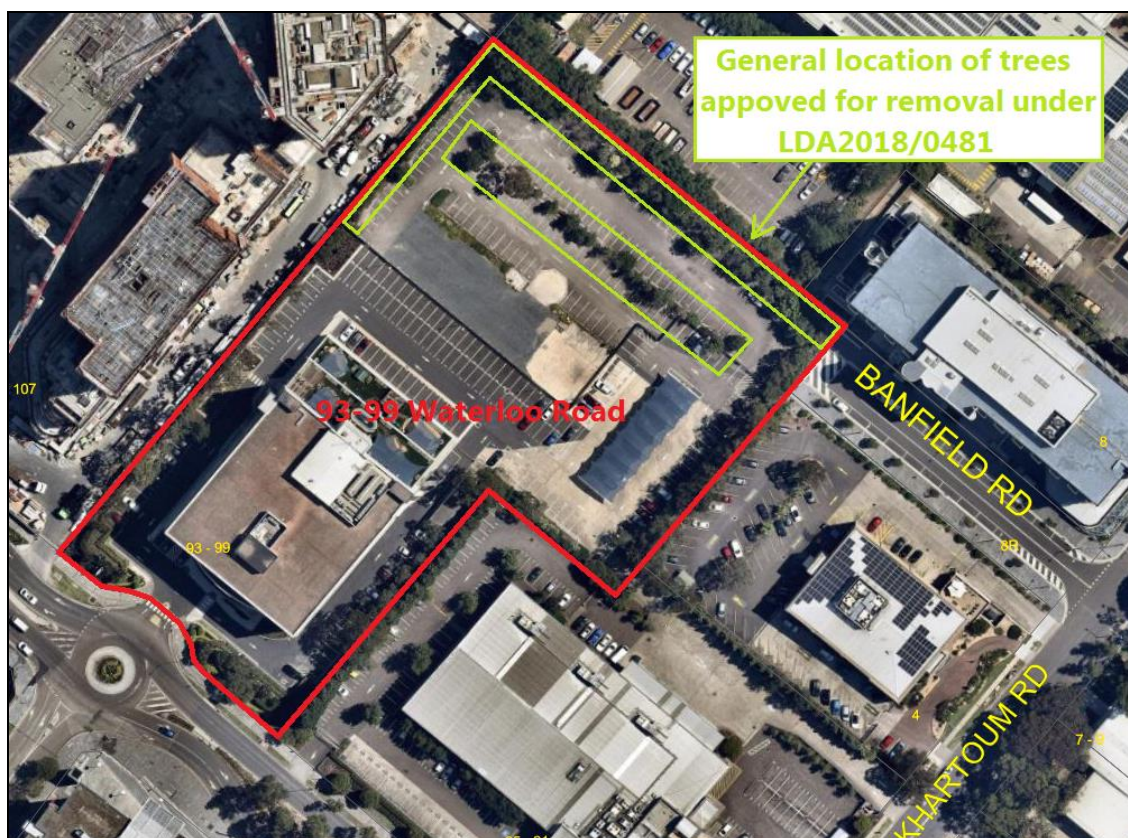 General location of trees
appoved for removal under
LDA2018/0481
107
93-99 Waterloo Road
BANFIELD RD
8
93 - 99
8R
4
7 - 9
KHARTOUM RD